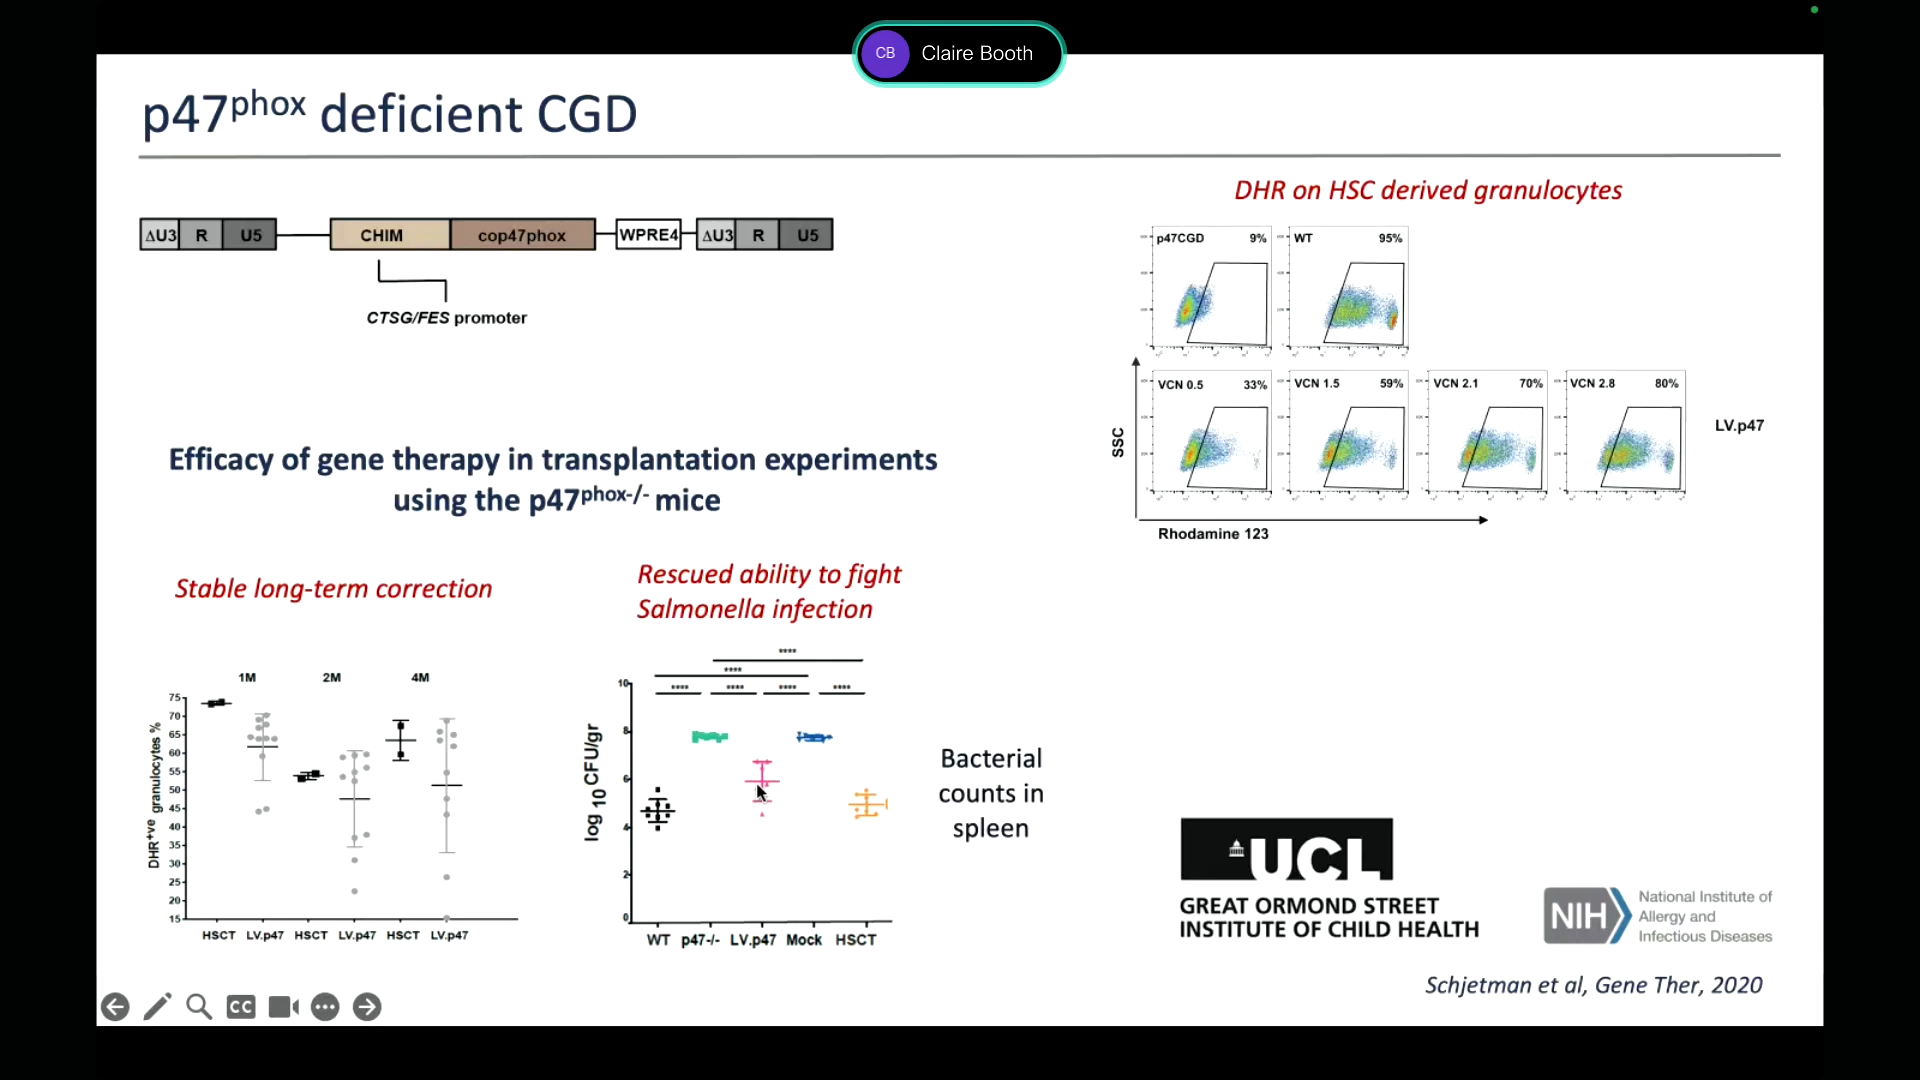 CB Claire Booth
p47phox deficient CGD
ΔU3 R U5 CHIM cop47phox WPRE4 ΔU3 R U5
CTSG/FES promoter
DHR on HSC derived granulocytes
p47CGD 9% WT 95%
VCN 0.5 33% VCN 1.5 59% VCN 2.1 70% VCN 2.8 80%
LV.p47
SSC
Rhodamine 123
Efficacy of gene therapy in transplantation experiments
using the p47phox-/- mice
Stable long-term correction
1M 2M 4M
DHR+ve granulocytes %
75
70
65
60
55
50
45
40
35
30
25
20
15
HSCT LV.p47 HSCT LV.p47 HSCT LV.p47
Rescued ability to fight
Salmonella infection
****
****
**** **** **** ****
log 10 CFU/gr
10
8
6
4
2
0
WT p47-/- LV.p47 Mock HSCT
Bacterial
counts in
spleen
UCL
GREAT ORMOND STREET
INSTITUTE OF CHILD HEALTH
NIH
National Institute of
Allergy and
Infectious Diseases
Schjetman et al, Gene Ther, 2020
CC